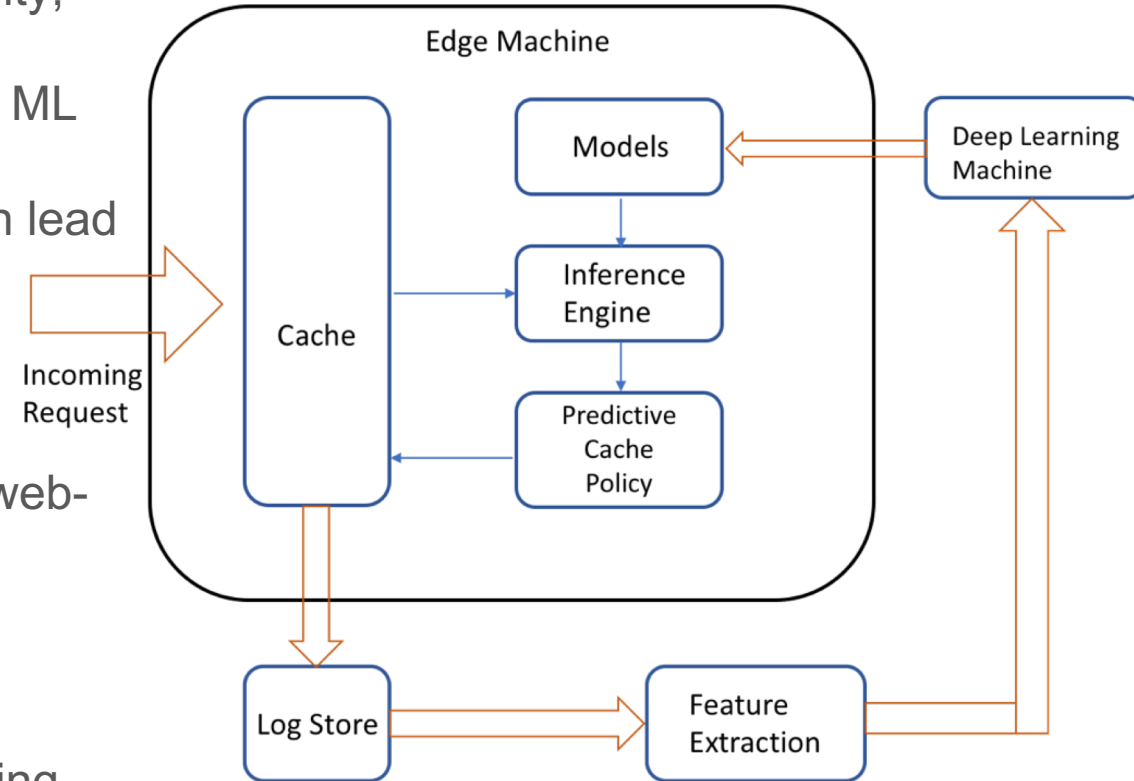 ML
lead
web-
Edge Machine
Cache
Models
Inference
Engine
Predictive
Cache
Policy
Deep Learning
Machine
Incoming
Request
Log Store
Feature
Extraction